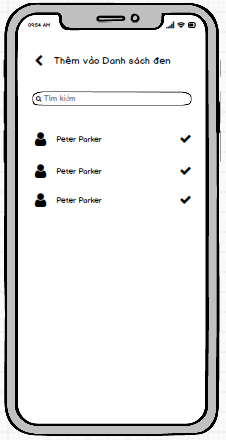 09:54 AM
Thêm vào Danh sách đen
Tìm kiếm
Peter Parker
Peter Parker
Peter Parker